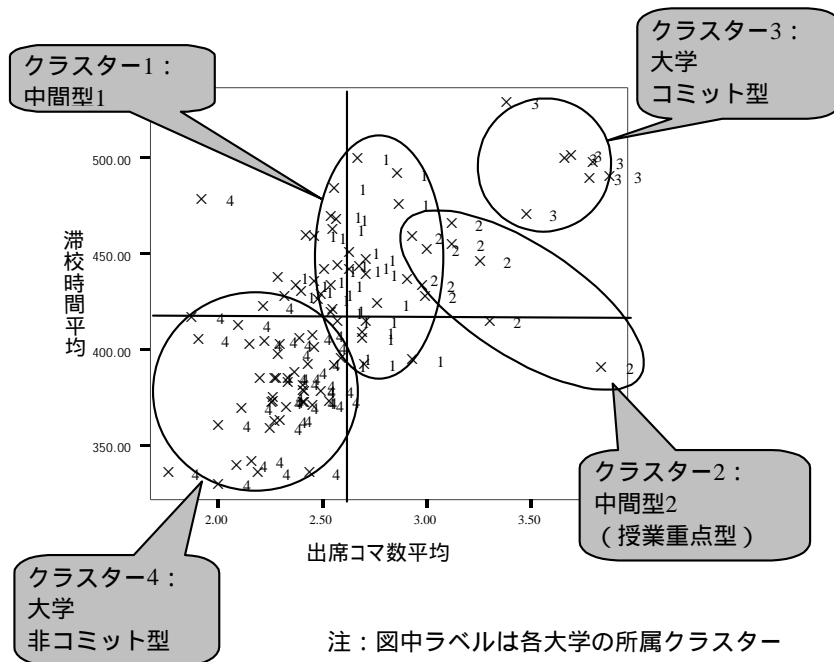 クラスター1：
中間型1
クラスター3：
大学
コミット型
500.00
450.00
400.00
350.00
滞校時間平均
2.00
2.50
3.00
3.50
出席コマ数平均
クラスター2：
中間型2
（授業重点型）
クラスター4：
大学
非コミット型
注：図中ラベルは各大学の所属クラスター